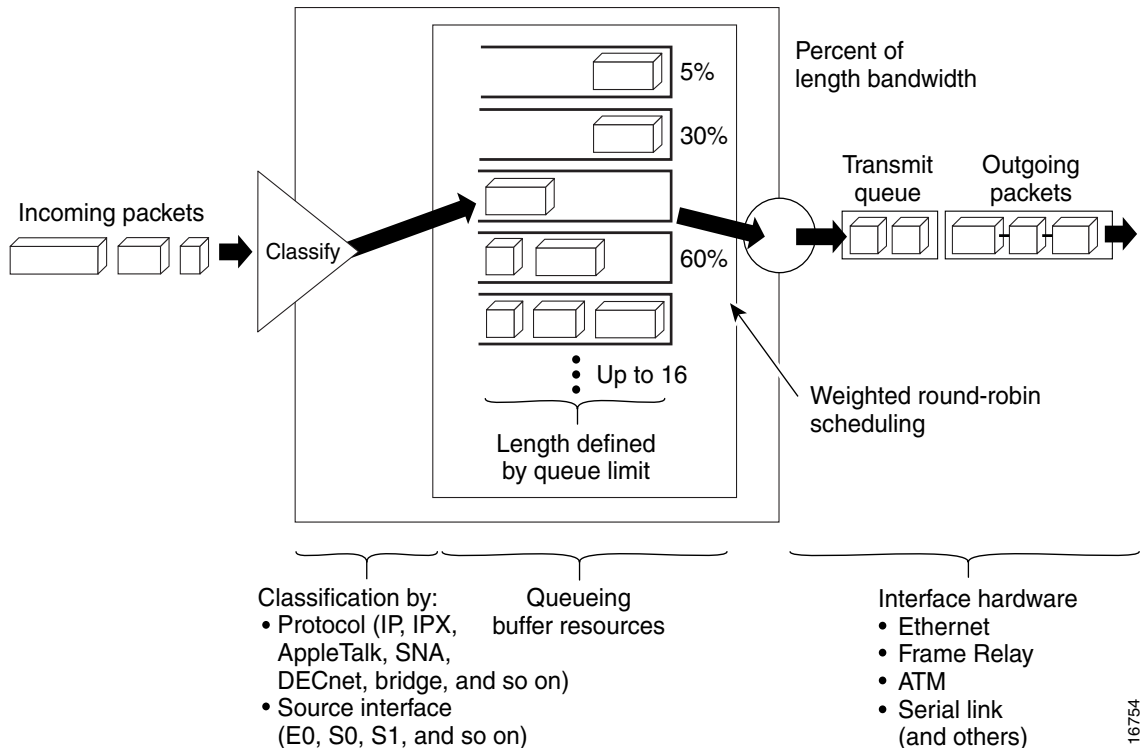 Percent of
length bandwidth
5%
30%
60%
Transmit
queue
Outgoing
packets
Incoming packets
Classify
Up to 16
Length defined
by queue limit
Weighted round-robin
scheduling
Classification by:
• Protocol (IP, IPX,
AppleTalk, SNA,
DECnet, bridge, and so on)
• Source interface
(E0, S0, S1, and so on)
Queueing
buffer resources
Interface hardware
• Ethernet
• Frame Relay
• ATM
• Serial link
(and others)
16754